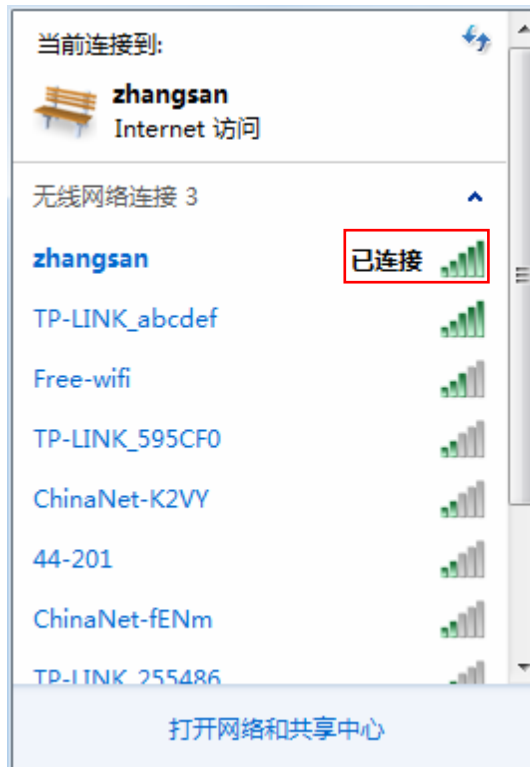 当前连接到:
zhangsan
Internet 访问
无线网络连接 3
zhangsan 已连接
TP-LINK_abcdef
Free-wifi
TP-LINK_595CF0
ChinaNet-K2VY
44-201
ChinaNet-fENm
TP-LINK_255486
打开网络和共享中心